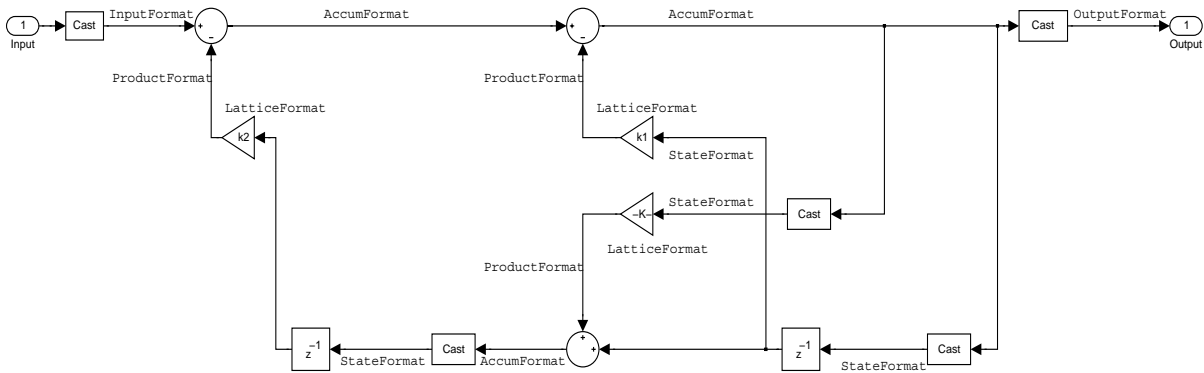 1
Input
Cast
InputFormat
+
−
AccumFormat
+
−
AccumFormat
Cast
OutputFormat
1
Output
ProductFormat
ProductFormat
LatticeFormat
k2
LatticeFormat
k1
StateFormat
StateFormat
−K−
Cast
LatticeFormat
ProductFormat
−1
z
StateFormat
Cast
AccumFormat
+
+
−1
z
StateFormat
Cast